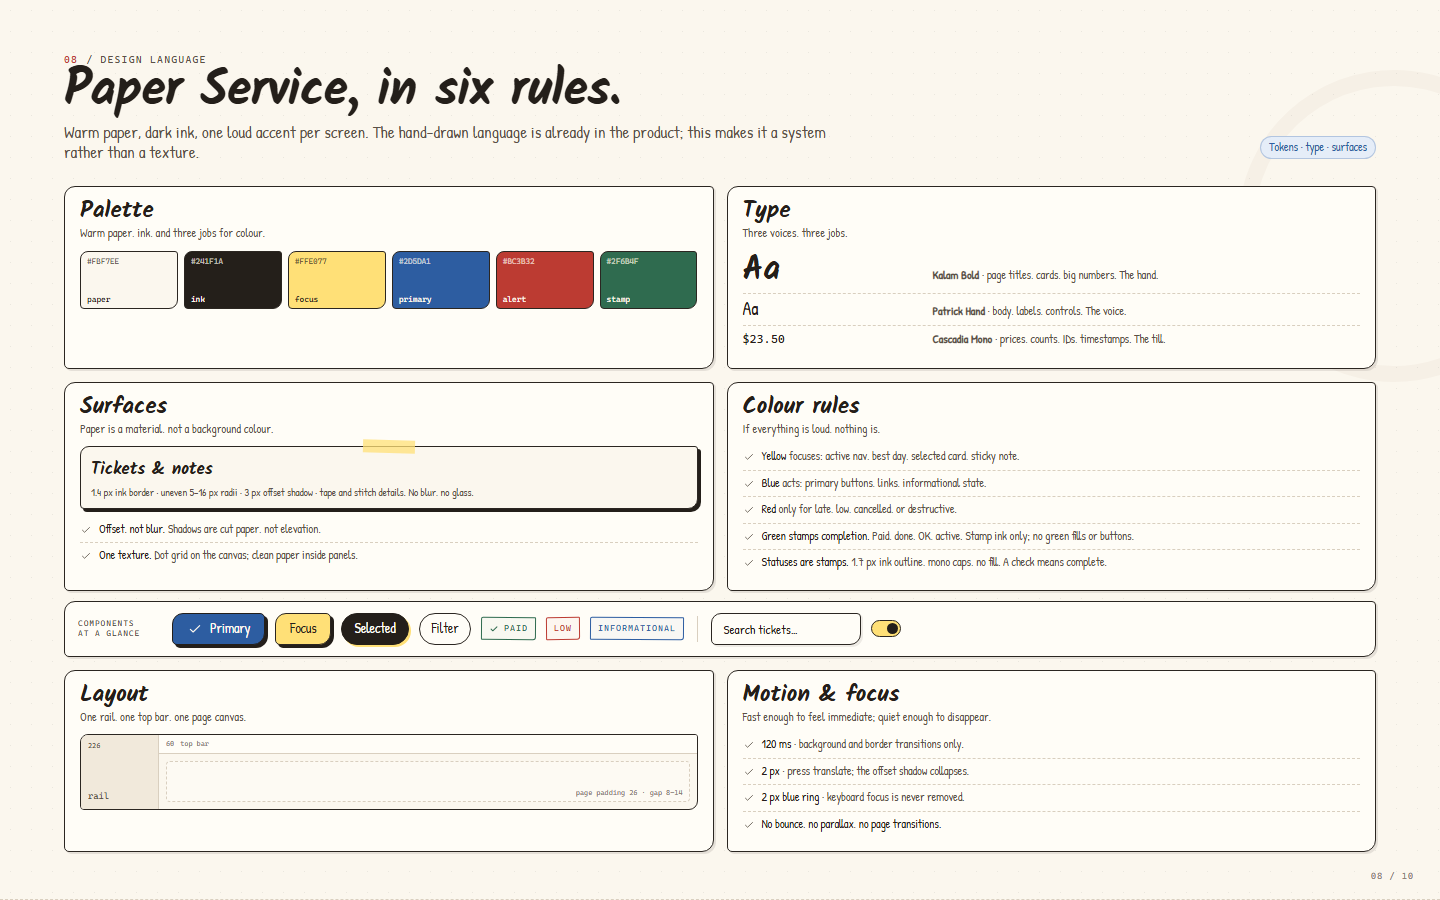 08 / DESIGN LANGUAGE
Paper Service, in six rules.
Warm paper, dark ink, one loud accent per screen. The hand-drawn language is already in the product; this makes it a system
rather than a texture.
Tokens · type · surfaces
Palette
Warm paper. ink. and three jobs for colour.
#FBF7EE
paper
#241F1A
ink
#FFE077
focus
#2D5DA1
primary
#BC3B32
alert
#2F6B4F
stamp
Type
Three voices. three jobs.
Aa
Kalam Bold · page titles. cards. big numbers. The hand.
Aa
Patrick Hand · body. labels. controls. The voice.
$23.50
Cascadia Mono · prices. counts. IDs. timestamps. The till.
Surfaces
Paper is a material. not a background colour.
Tickets & notes
1.4 px ink border · uneven 5–16 px radii · 3 px offset shadow · tape and stitch details. No blur. no glass.
Offset. not blur. Shadows are cut paper. not elevation.
One texture. Dot grid on the canvas; clean paper inside panels.
Colour rules
If everything is loud. nothing is.
Yellow focuses: active nav. best day. selected card. sticky note.
Blue acts: primary buttons. links. informational state.
Red only for late. low. cancelled. or destructive.
Green stamps completion. Paid. done. OK. active. Stamp ink only; no green fills or buttons.
Statuses are stamps. 1.7 px ink outline. mono caps. no fill. A check means complete.
COMPONENTS
AT A GLANCE
Primary
Focus
Selected
Filter
PAID
LOW
INFORMATIONAL
Search tickets…
Layout
One rail. one top bar. one page canvas.
226
rail
60 top bar
page padding 26 · gap 8–14
Motion & focus
Fast enough to feel immediate; quiet enough to disappear.
120 ms · background and border transitions only.
2 px · press translate; the offset shadow collapses.
2 px blue ring · keyboard focus is never removed.
No bounce. no parallax. no page transitions.
08 / 10